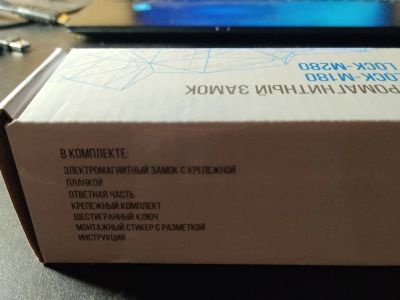 РОМАГНИТНЫЙ ЗАМОК
LOCK-M180
LOCK-M280
В КОМПЛЕКТЕ:
ЭЛЕКТРОМАГНИТНЫЙ ЗАМОК С КРЕПЕЖНОЙ
ПЛАНКОЙ
ОТВЕТНАЯ ЧАСТЬ
КРЕПЕЖНЫЙ КОМПЛЕКТ
ШЕСТИГРАННЫЙ КЛЮЧ
МОНТАЖНЫЙ СТИКЕР С РАЗМЕТКОЙ
ИНСТРУКЦИЯ